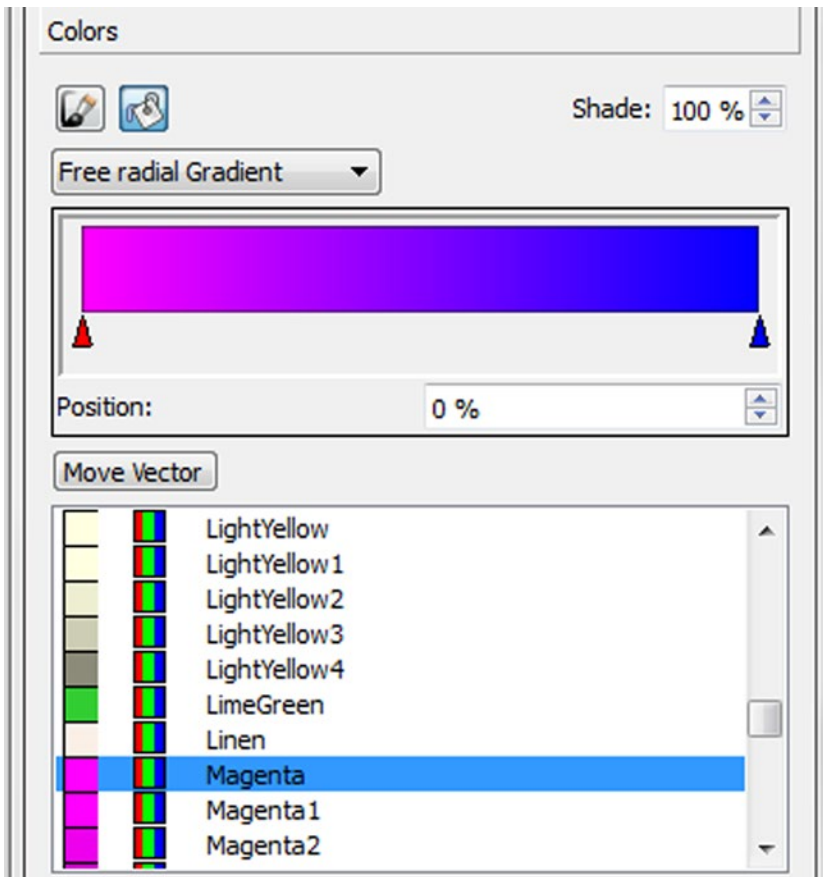 Colors
Shade: 100 %
Free radial Gradient
Position: 0 %
Move Vector
LightYellow
LightYellow1
LightYellow2
LightYellow3
LightYellow4
LimeGreen
Linen
Magenta
Magenta1
Magenta2